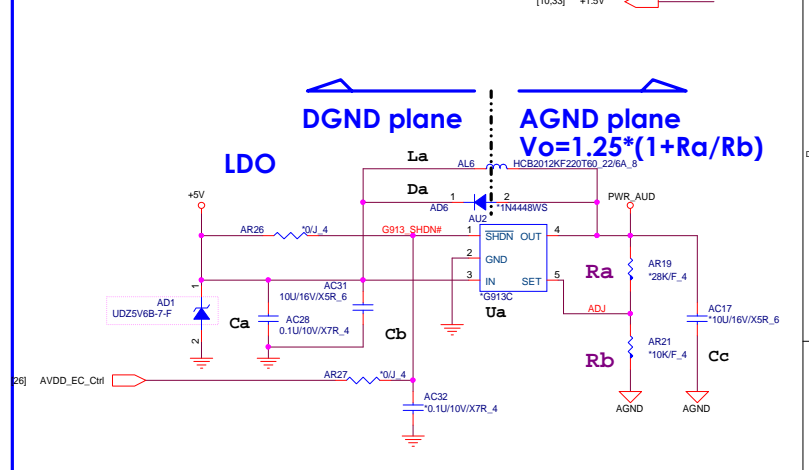 [10,33] +1.5V
DGND plane
AGND plane
Vo=1.25*(1+Ra/Rb)
LDO
La
AL6
HCB2012KF220T60_22/6A_8
Da
AD6
1
2
*1N4448WS
+5V
PWR_AUD
AR26
*0/J_4
G913_SHDN#
AU2
1
SHDN OUT
4
2
GND
3
IN
SET
5
*G913C
Ua
Ra
AR19
*28K/F_4
ADJ
1
AD1
UDZ5V6B-7-F
2
AC31
10U/16V/X5R_6
Ca
AC28
0.1U/10V/X7R_4
Cb
AC17
*10U/16V/X5R_6
Rb
AR21
*10K/F_4
Cc
26] AVDD_EC_Ctrl
AR27
*0/J_4
AC32
*0.1U/10V/X7R_4
AGND
AGND